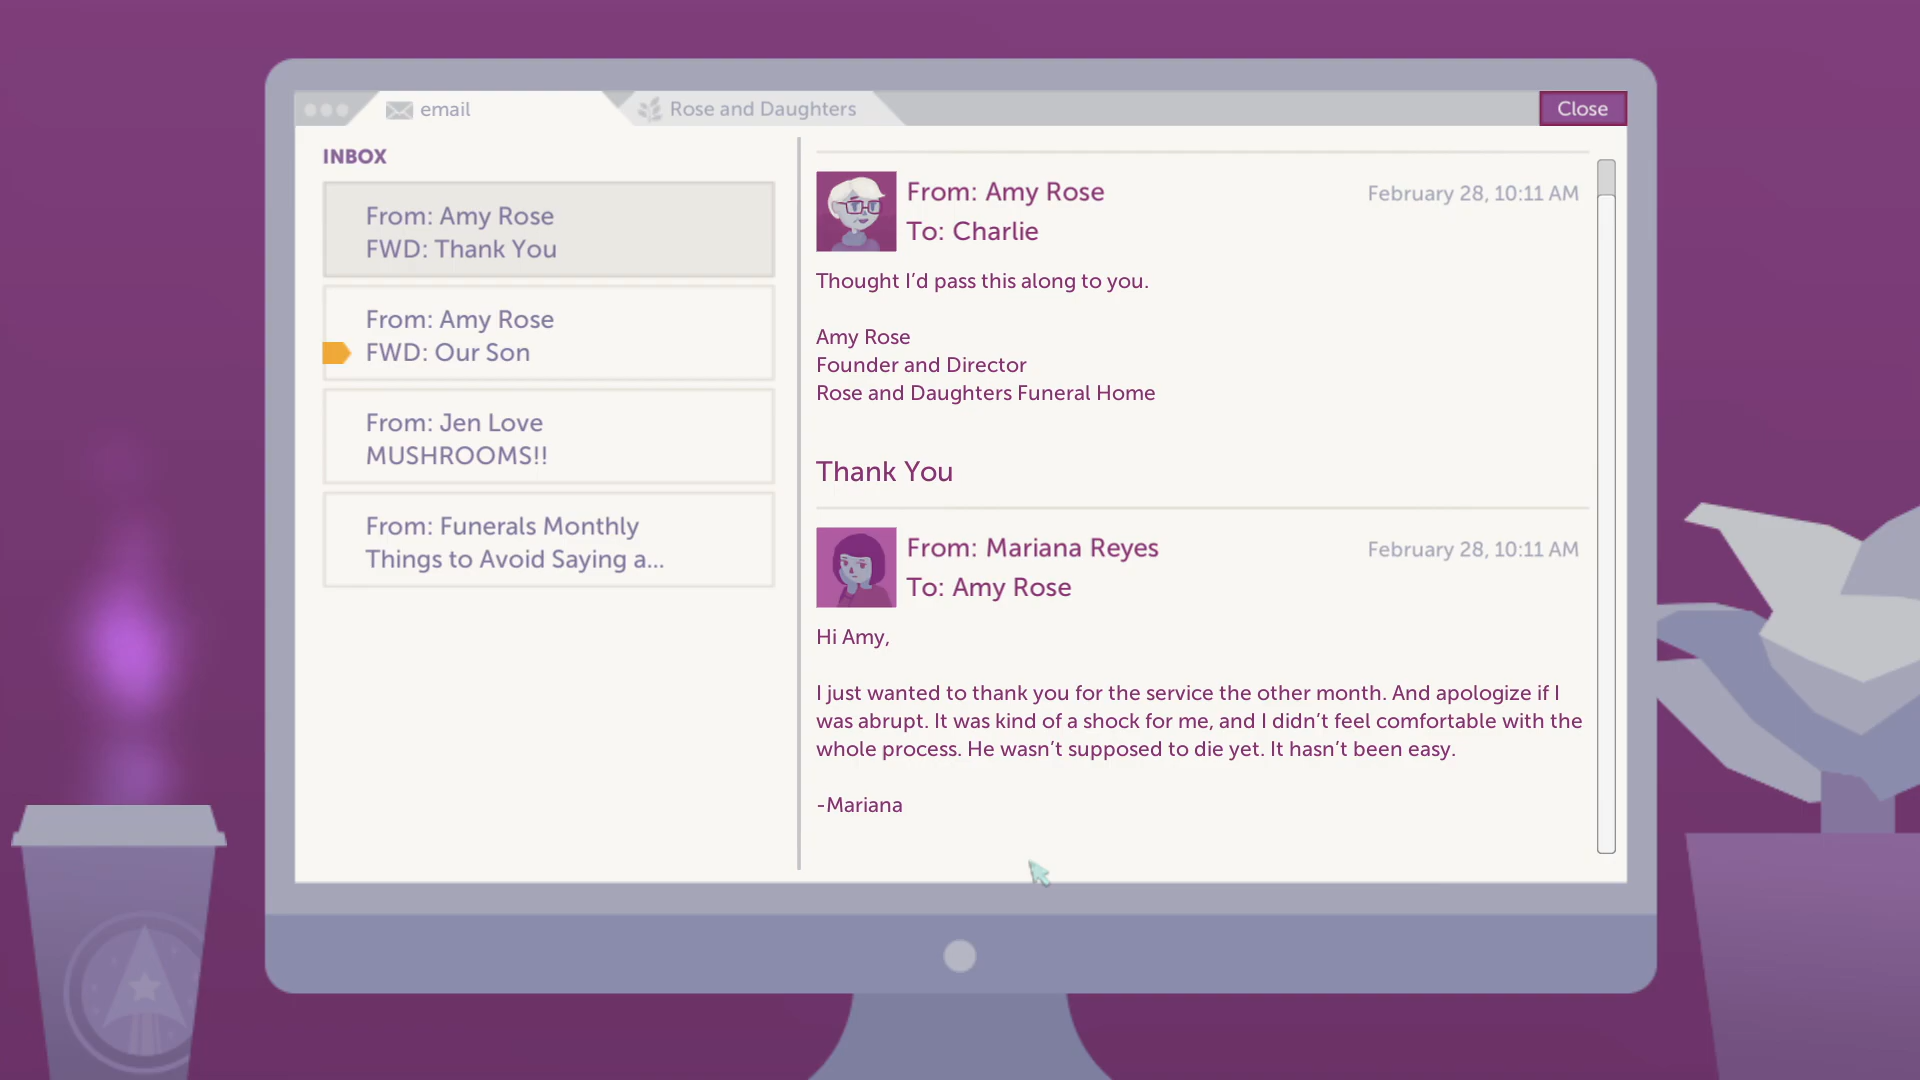 email
Rose and Daughters
Close
INBOX
From: Amy Rose
FWD: Thank You
From: Amy Rose
FWD: Our Son
From: Jen Love
MUSHROOMS!!
From: Funerals Monthly
Things to Avoid Saying a...
From: Amy Rose
February 28, 10:11 AM
To: Charlie
Thought I’d pass this along to you.
Amy Rose
Founder and Director
Rose and Daughters Funeral Home
Thank You
From: Mariana Reyes
February 28, 10:11 AM
To: Amy Rose
Hi Amy,
I just wanted to thank you for the service the other month. And apologize if I
was abrupt. It was kind of a shock for me, and I didn’t feel comfortable with the
whole process. He wasn’t supposed to die yet. It hasn’t been easy.
-Mariana